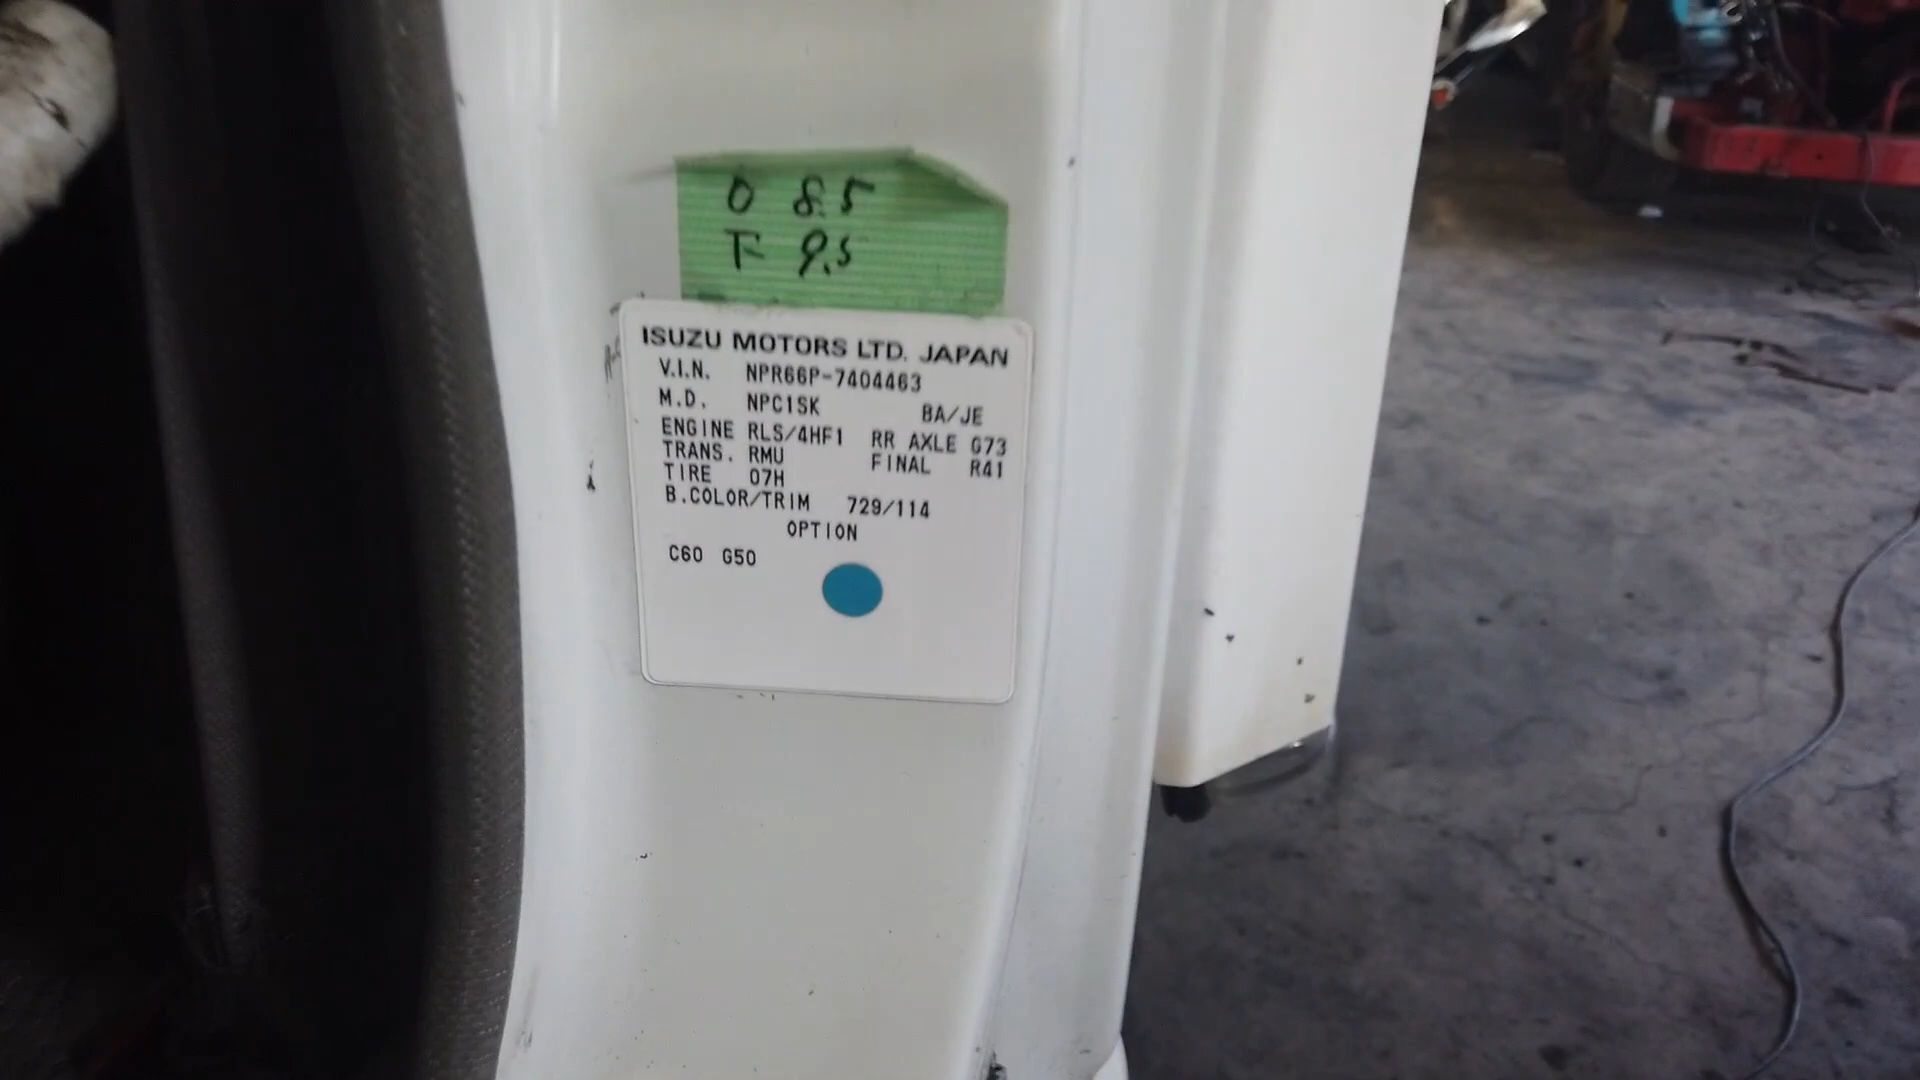 0 8.5
下 9.5
ISUZU MOTORS LTD. JAPAN
V.I.N. NPR66P-7404463
M.D. NPC1SK BA/JE
ENGINE RLS/4HF1 RR AXLE G73
TRANS. RMU FINAL R41
TIRE 07H
B.COLOR/TRIM 729/114
OPTION
C60 G50